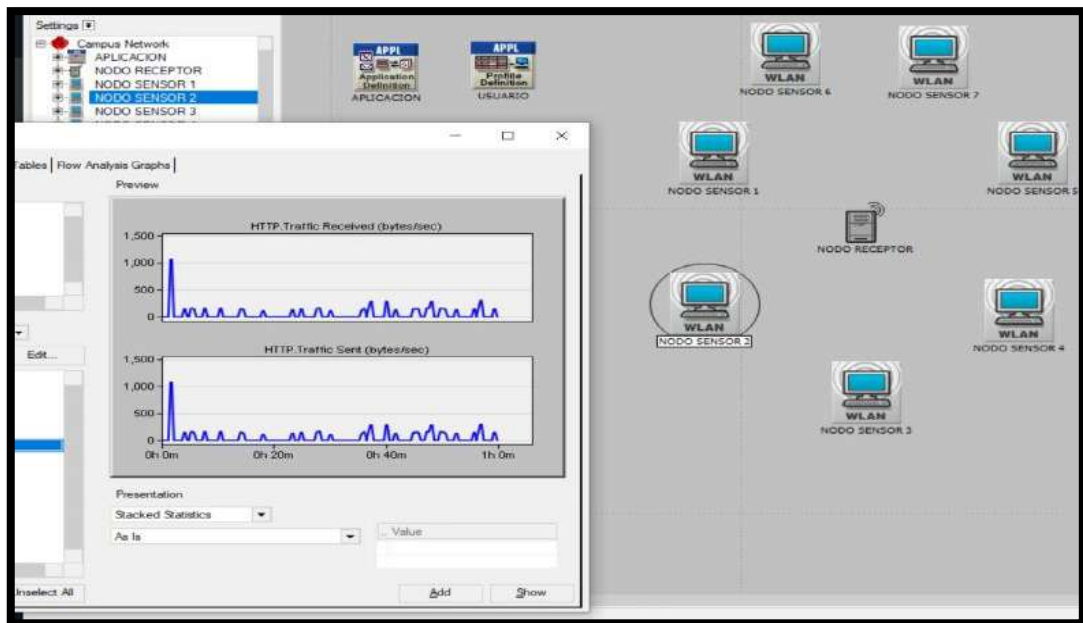 Settings
Campus Network
APLICACION
NODO RECEPTOR
NODO SENSOR 1
NODO SENSOR 2
NODO SENSOR 3
Tables
Flow Analysis Graphs
Preview
HTTP.Traffic Received (bytes/sec)
1,500
1,000
500
0
HTTP.Traffic Sent (bytes/sec)
1,500
1,000
500
0
0h 0m
0h 20m
0h 40m
1h 0m
Edit...
Presentation
Stacked Statistics
As Is
... Value
Unselect All
Add
Show
APPL
Application
Definition
APLICACION
APPL
Profile
Definition
USUARIO
WLAN
NODO SENSOR 6
WLAN
NODO SENSOR 7
WLAN
NODO SENSOR 1
WLAN
NODO SENSOR 5
NODO RECEPTOR
WLAN
NODO SENSOR 2
WLAN
NODO SENSOR 4
WLAN
NODO SENSOR 3